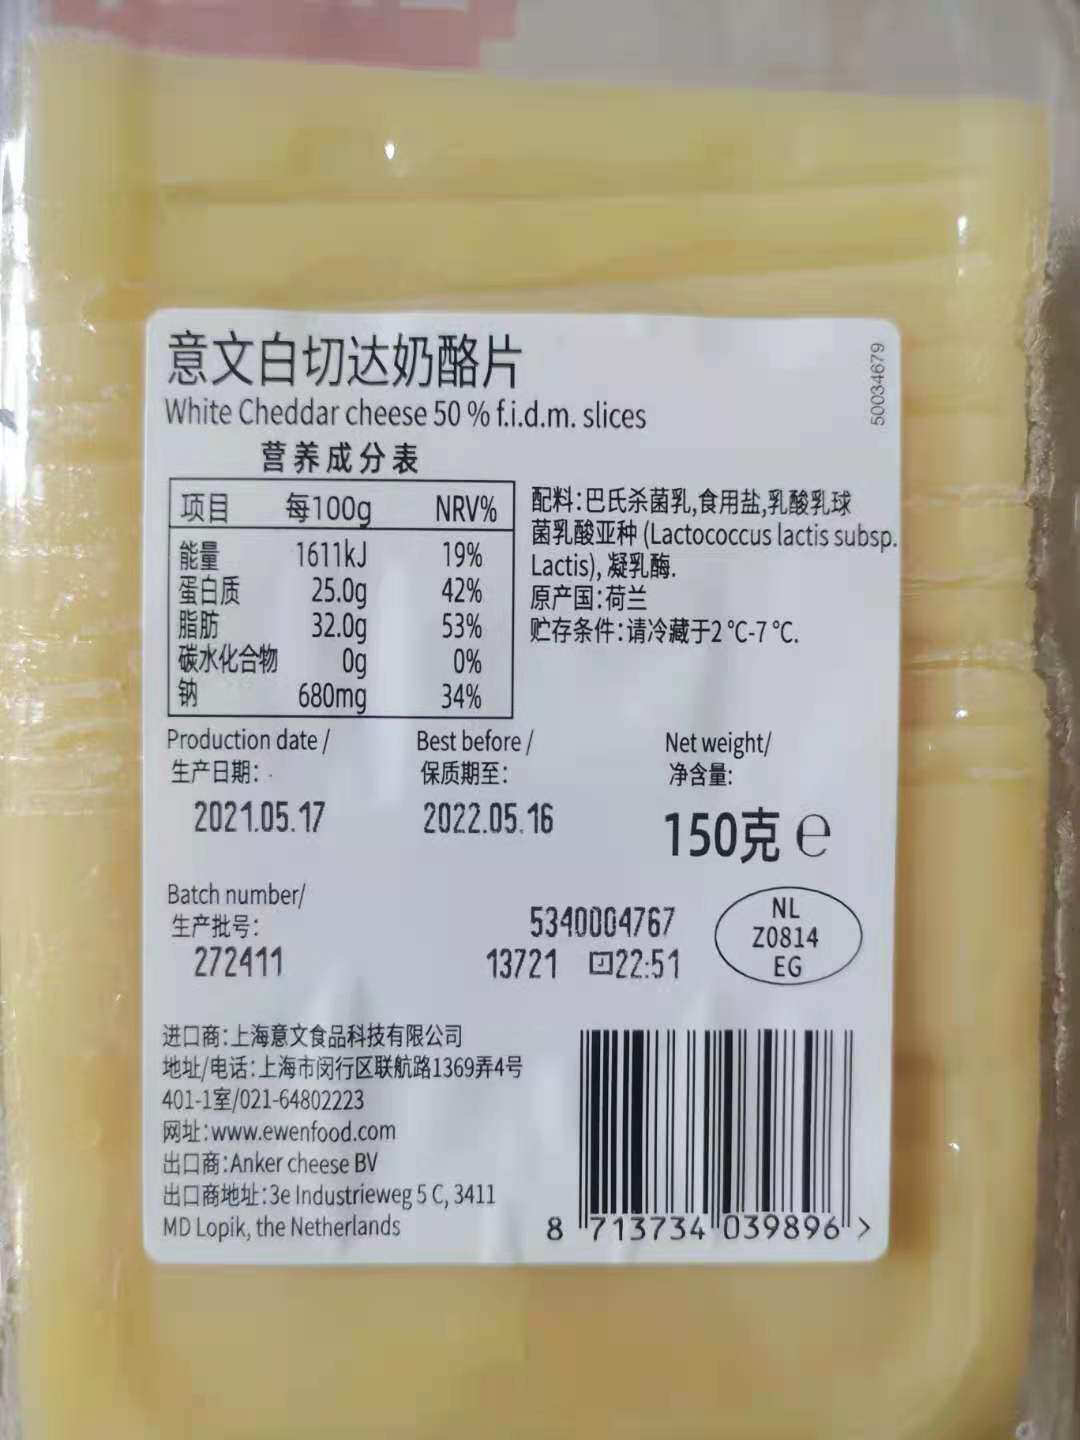 意文白切达奶酪片
White Cheddar cheese 50 % f.i.d.m. slices
50034679
营养成分表
项目 每100g NRV%
能量 1611kJ 19%
蛋白质 25.0g 42%
脂肪 32.0g 53%
碳水化合物 0g 0%
钠 680mg 34%
配料:巴氏杀菌乳,食用盐,乳酸乳球
菌乳酸亚种 (Lactococcus lactis subsp.
Lactis), 凝乳酶.
原产国:荷兰
贮存条件:请冷藏于2 °C-7 °C.
Production date / Best before / Net weight/
生产日期: 保质期至: 净含量:
2021.05.17 2022.05.16 150克 e
Batch number/
生产批号:
272411
5340004767
13721 22:51
NL
Z0814
EG
进口商:上海意文食品科技有限公司
地址/电话:上海市闵行区联航路1369弄4号
401-1室/021-64802223
网址:www.ewenfood.com
出口商:Anker cheese BV
出口商地址:3e Industrieweg 5 C, 3411
MD Lopik, the Netherlands
8 713734 039896 >